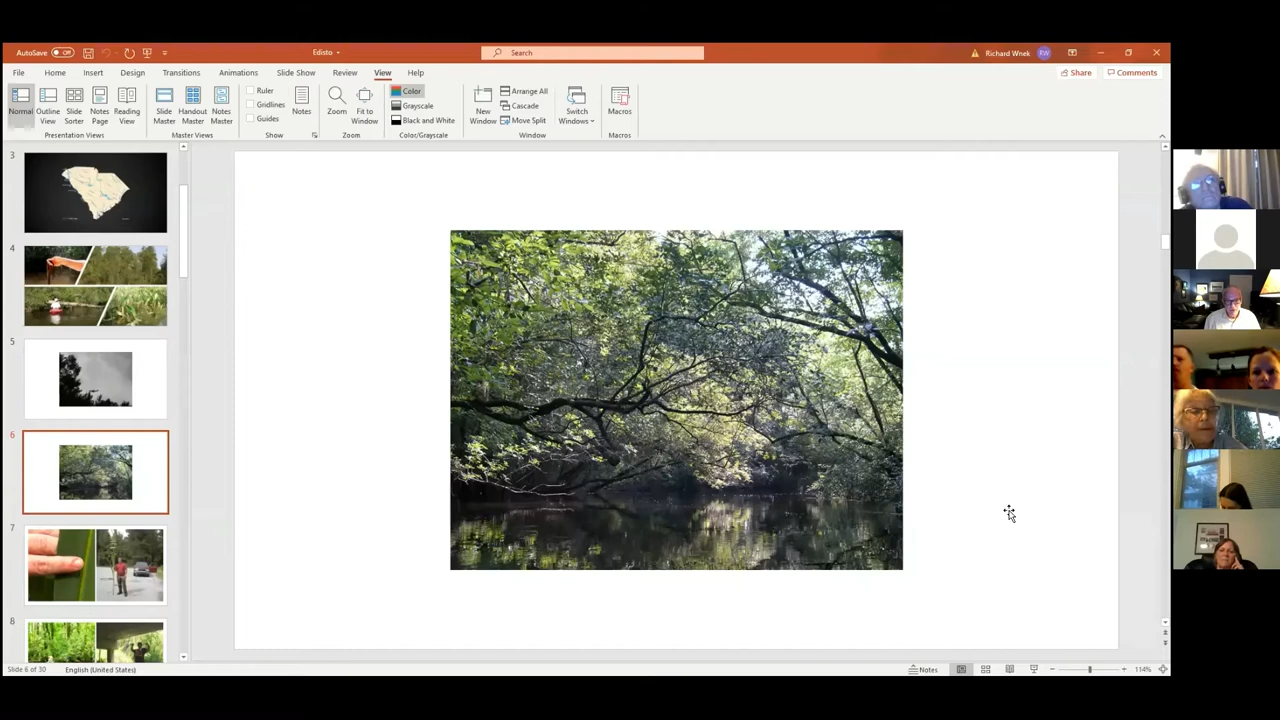 AutoSave Off
Edisto
Search
Richard Wnek
RW
File Home Insert Design Transitions Animations Slide Show Review View Help
Share
Comments
Normal
Outline View
Slide Sorter
Notes Page
Reading View
Presentation Views
Slide Master
Handout Master
Notes Master
Master Views
Ruler
Gridlines
Guides
Show
Notes
Zoom
Fit to Window
Zoom
Color
Grayscale
Black and White
Color/Grayscale
New Window
Arrange All
Cascade
Move Split
Window
Switch Windows
Macros
Macros
3
4
5
6
7
8
Slide 6 of 30
English (United States)
Notes
114%